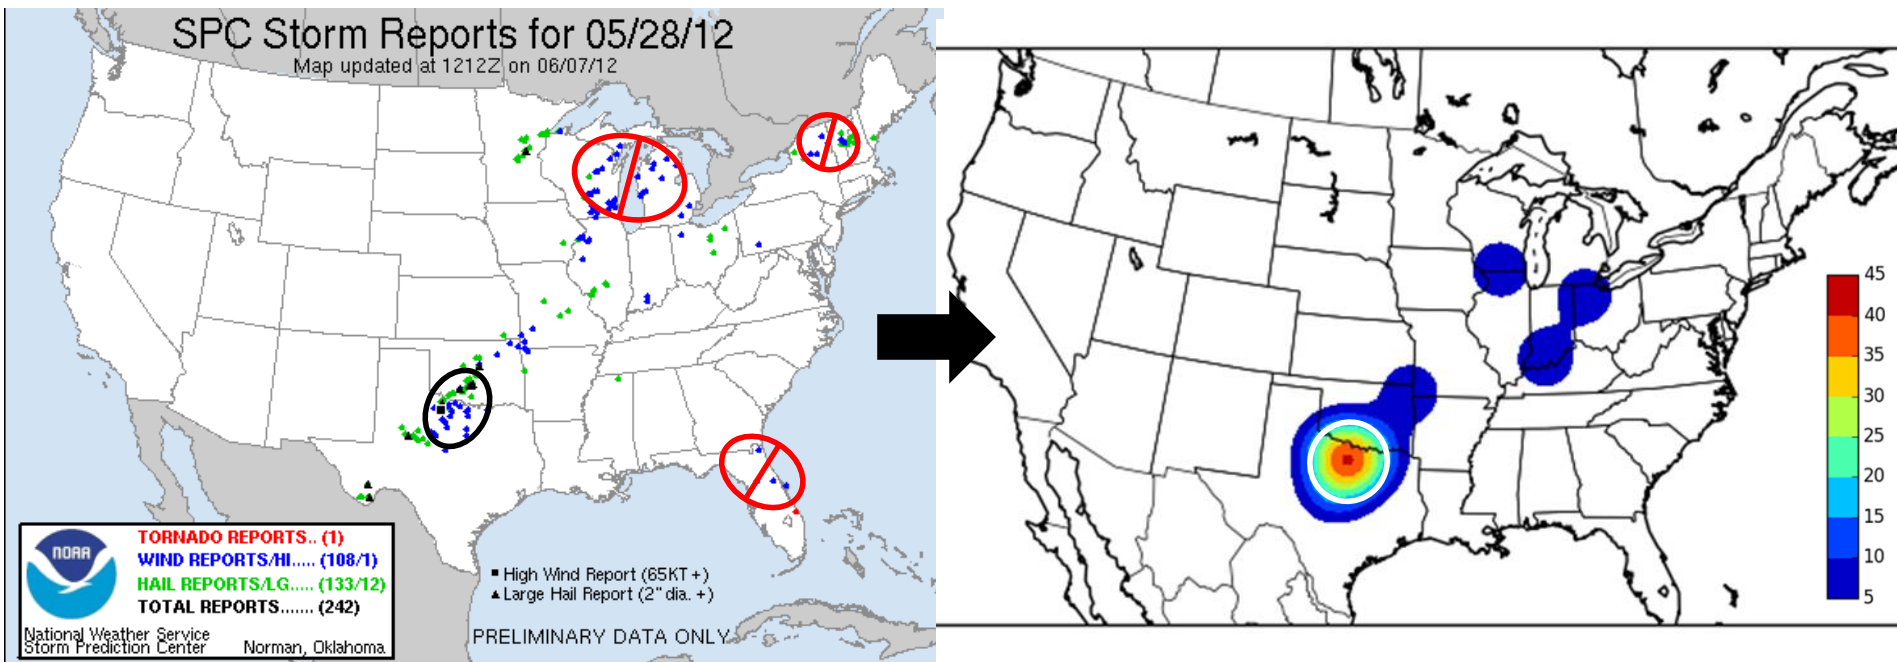 SPC Storm Reports for 05/28/12
Map updated at 1212Z on 06/07/12
NOAA
TORNADO REPORTS.. (1)
WIND REPORTS/HI..... (108/1)
HAIL REPORTS/LG..... (133/12)
TOTAL REPORTS....... (242)
National Weather Service
Storm Prediction Center
Norman, Oklahoma
High Wind Report (65KT +)
Large Hail Report (2" dia. +)
PRELIMINARY DATA ONLY
45
40
35
30
25
20
15
10
5